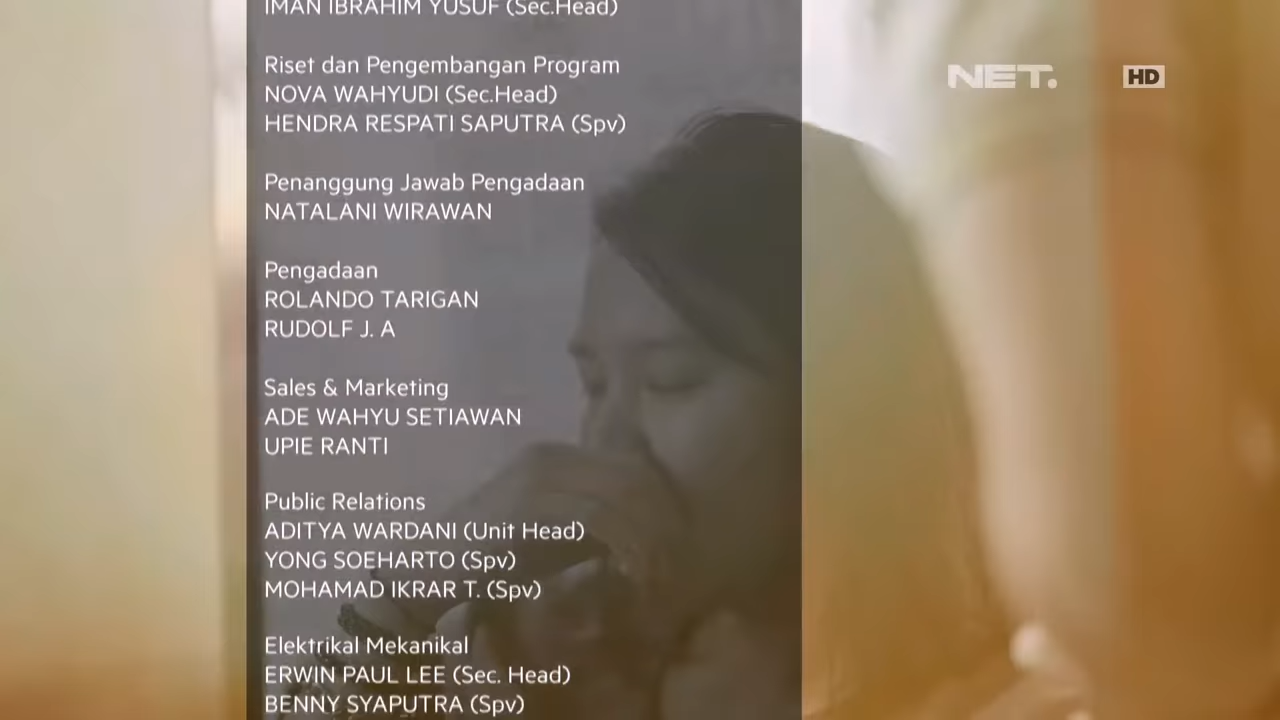 IMAN IBRAHIM YUSUF (Sec.Head)
Riset dan Pengembangan Program
NOVA WAHYUDI (Sec.Head)
HENDRA RESPATI SAPUTRA (Spv)
Penanggung Jawab Pengadaan
NATALANI WIRAWAN
Pengadaan
ROLANDO TARIGAN
RUDOLF J. A
Sales & Marketing
ADE WAHYU SETIAWAN
UPIE RANTI
Public Relations
ADITYA WARDANI (Unit Head)
YONG SOEHARTO (Spv)
MOHAMAD IKRAR T. (Spv)
Elektrikal Mekanikal
ERWIN PAUL LEE (Sec. Head)
BENNY SYAPUTRA (Spv)
NET.
HD